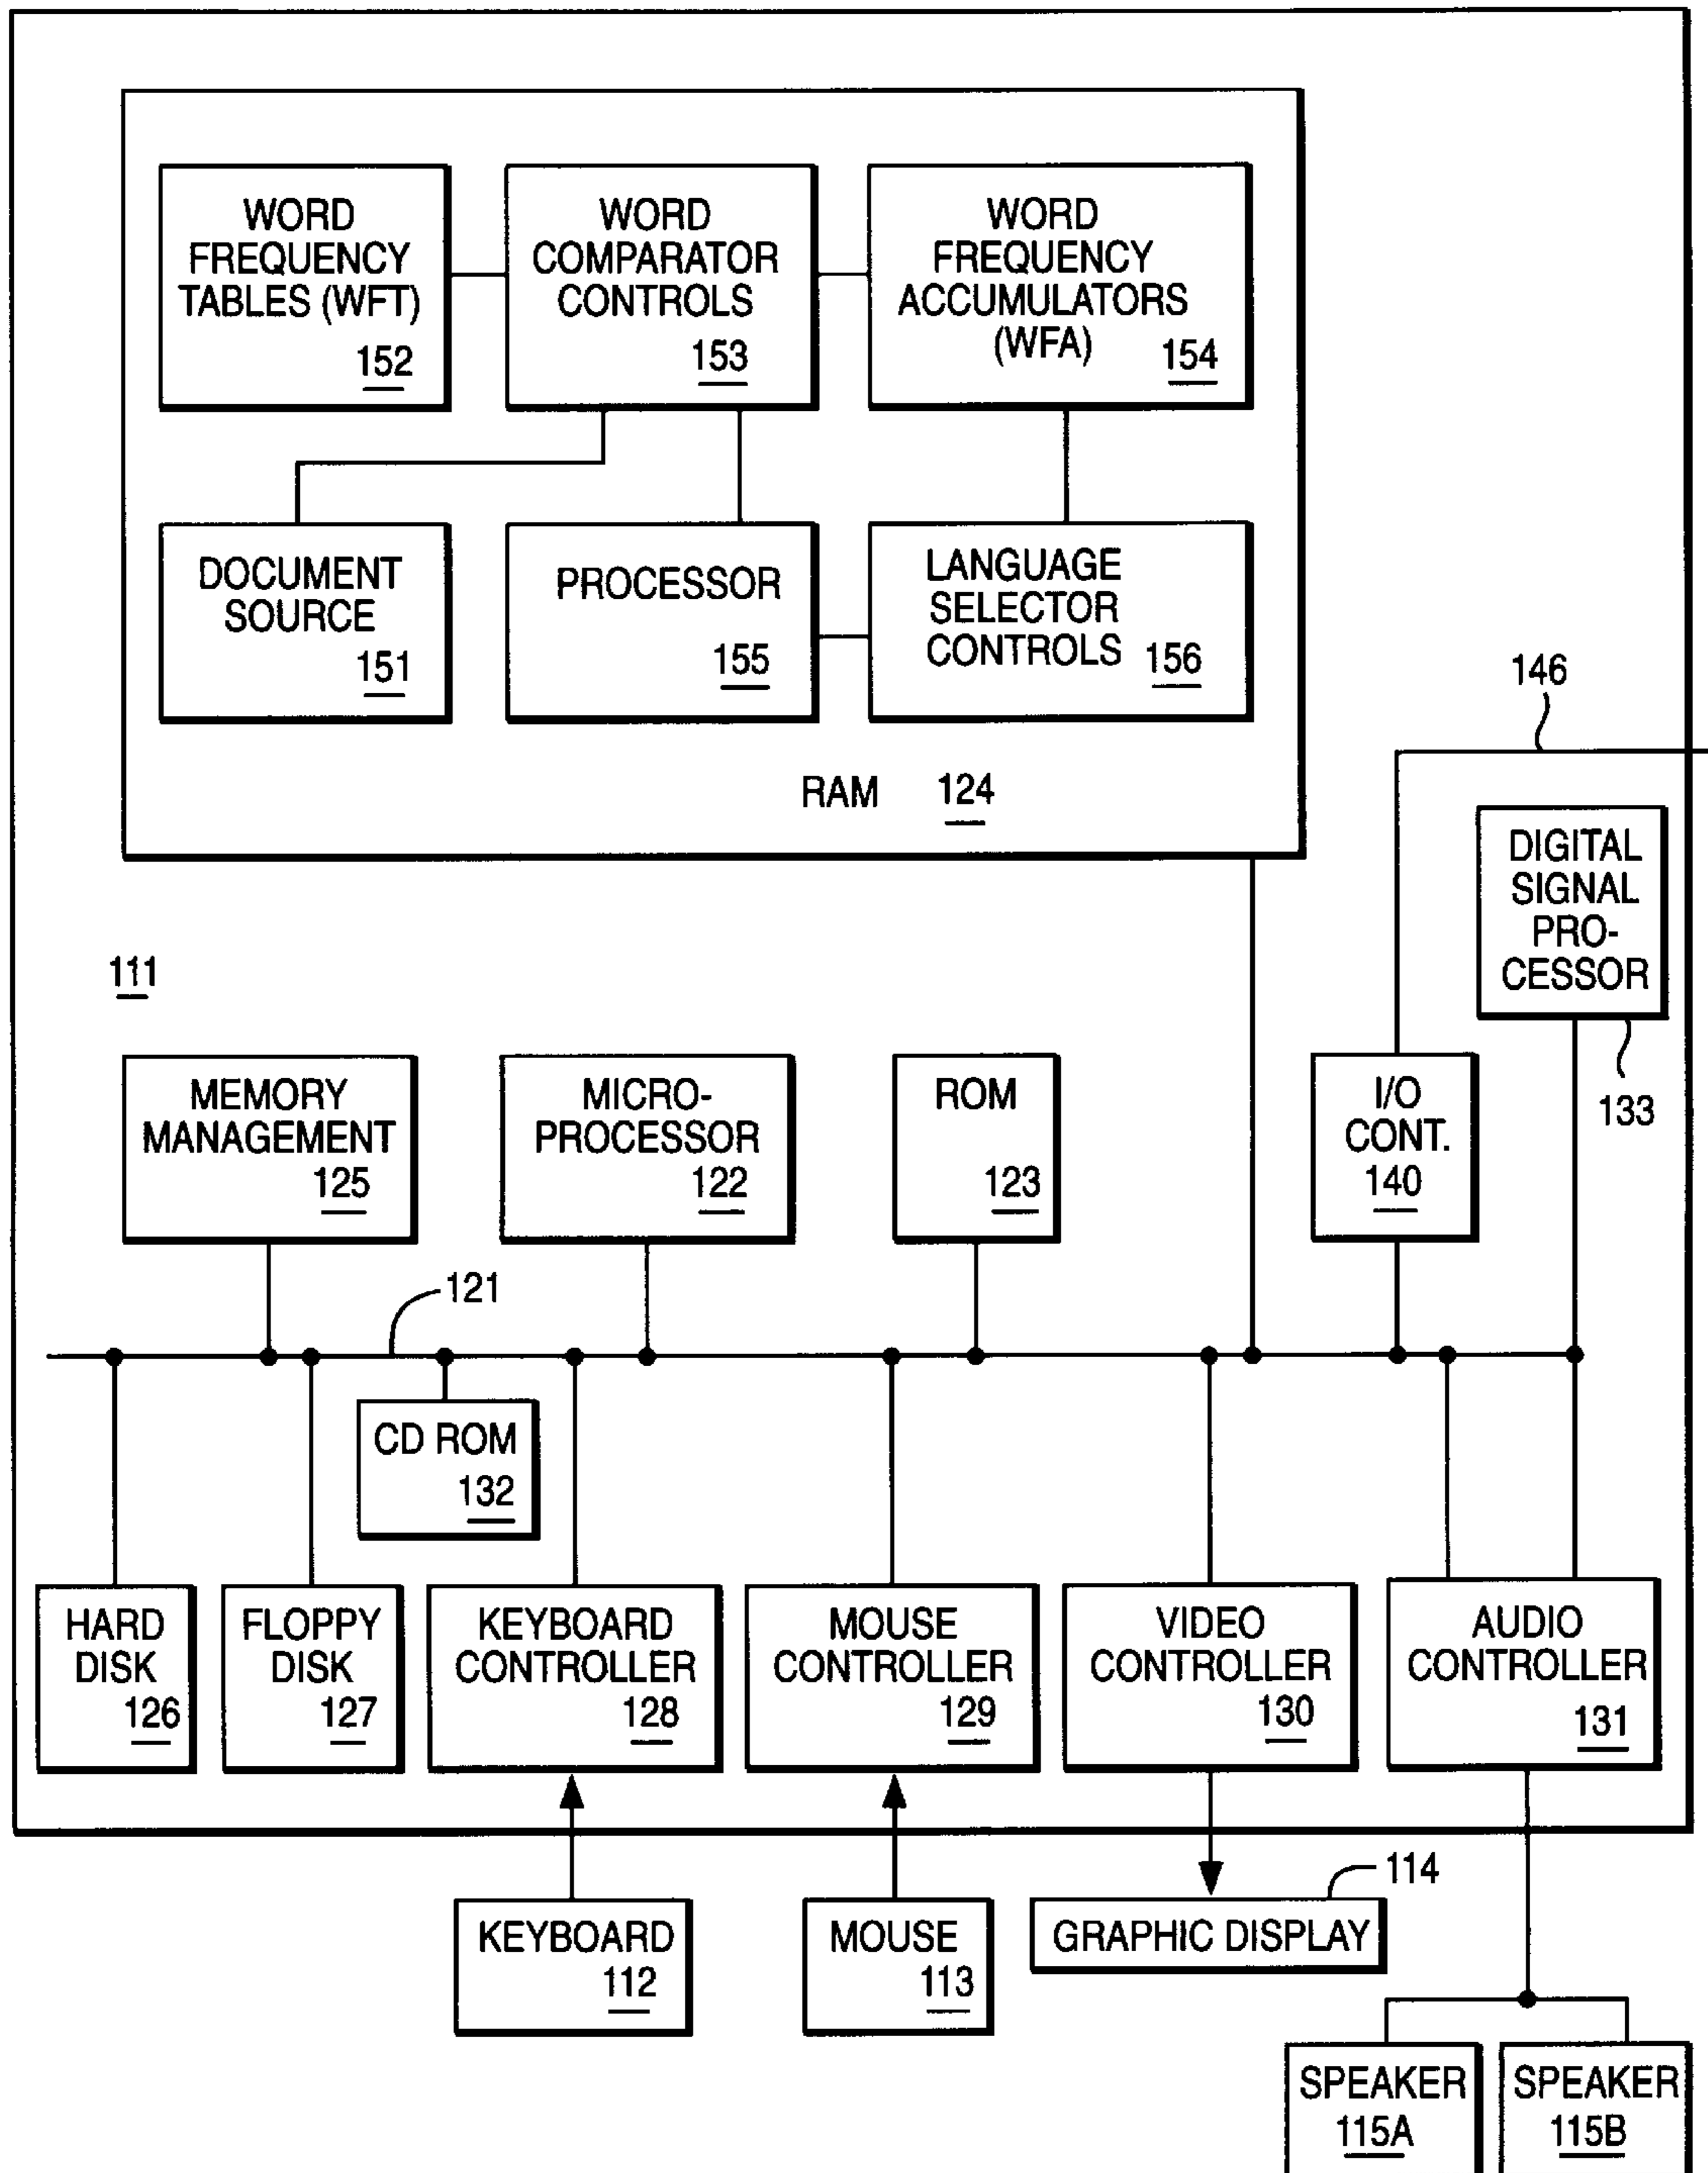 WORD
FREQUENCY
TABLES (WFT)
152
WORD
COMPARATOR
CONTROLS
153
WORD
FREQUENCY
ACCUMULATORS
(WFA)
154
DOCUMENT
SOURCE
151
PROCESSOR
155
LANGUAGE
SELECTOR
CONTROLS
156
RAM 124
146
DIGITAL
SIGNAL
PRO-
CESSOR
133
111
MEMORY
MANAGEMENT
125
MICRO-
PROCESSOR
122
ROM
123
I/O
CONT.
140
121
CD ROM
132
HARD
DISK
126
FLOPPY
DISK
127
KEYBOARD
CONTROLLER
128
MOUSE
CONTROLLER
129
VIDEO
CONTROLLER
130
AUDIO
CONTROLLER
131
KEYBOARD
112
MOUSE
113
114
GRAPHIC DISPLAY
SPEAKER
115A
SPEAKER
115B